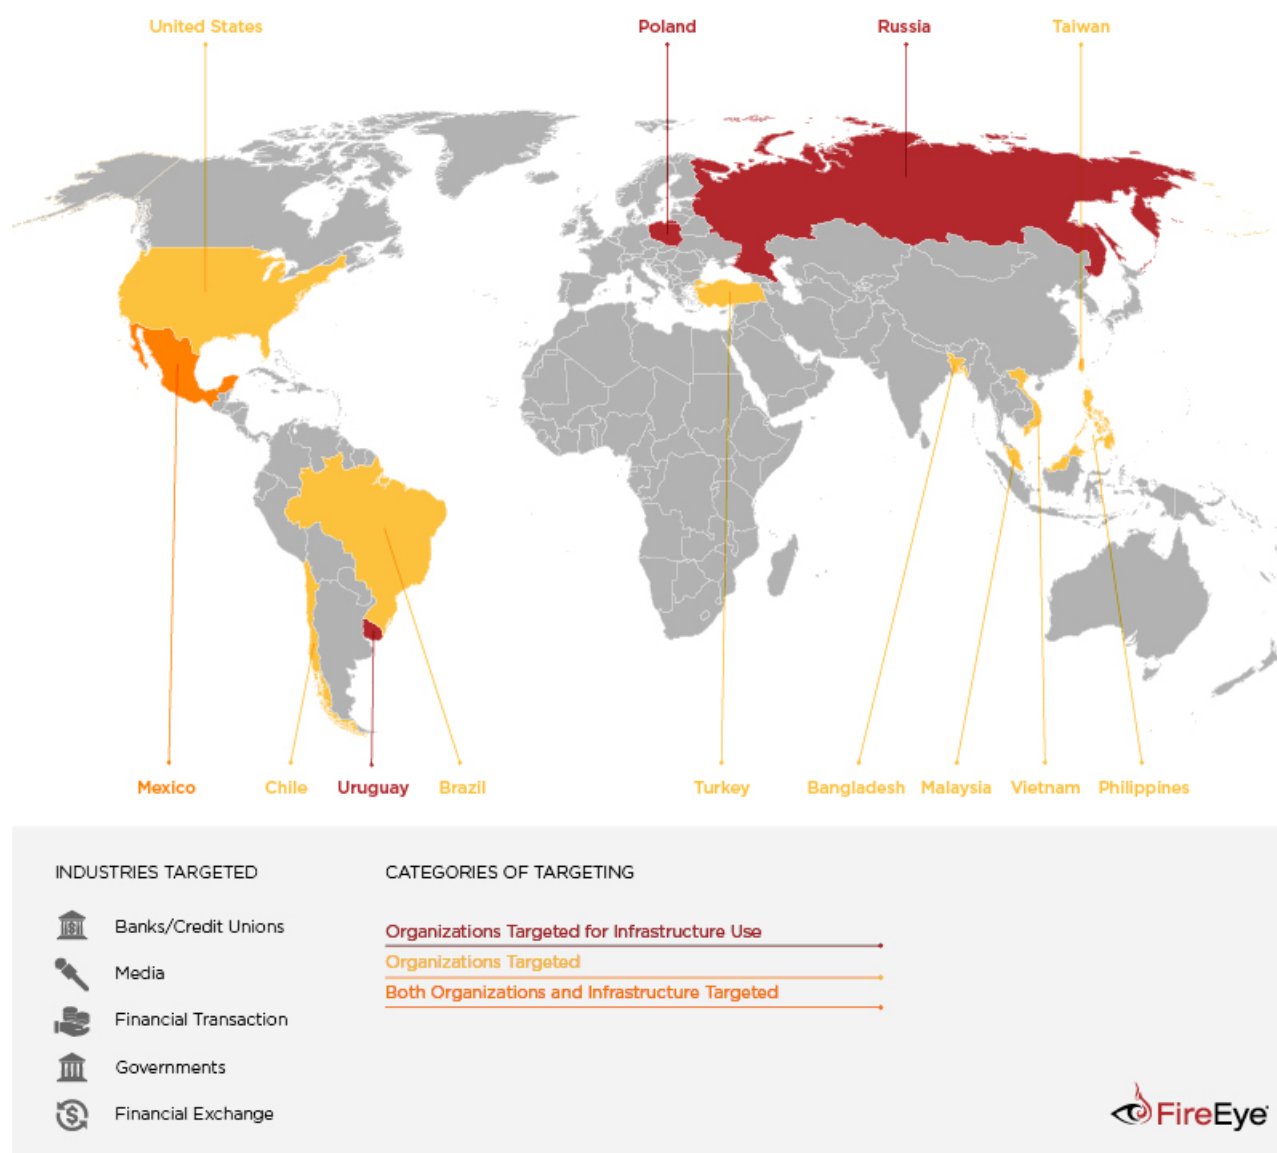 United States
Poland
Russia
Taiwan
Mexico
Chile
Uruguay
Brazil
Turkey
Bangladesh
Malaysia
Vietnam
Philippines
INDUSTRIES TARGETED
Banks/Credit Unions
Media
Financial Transaction
Governments
Financial Exchange
CATEGORIES OF TARGETING
Organizations Targeted for Infrastructure Use
Organizations Targeted
Both Organizations and Infrastructure Targeted
FireEye